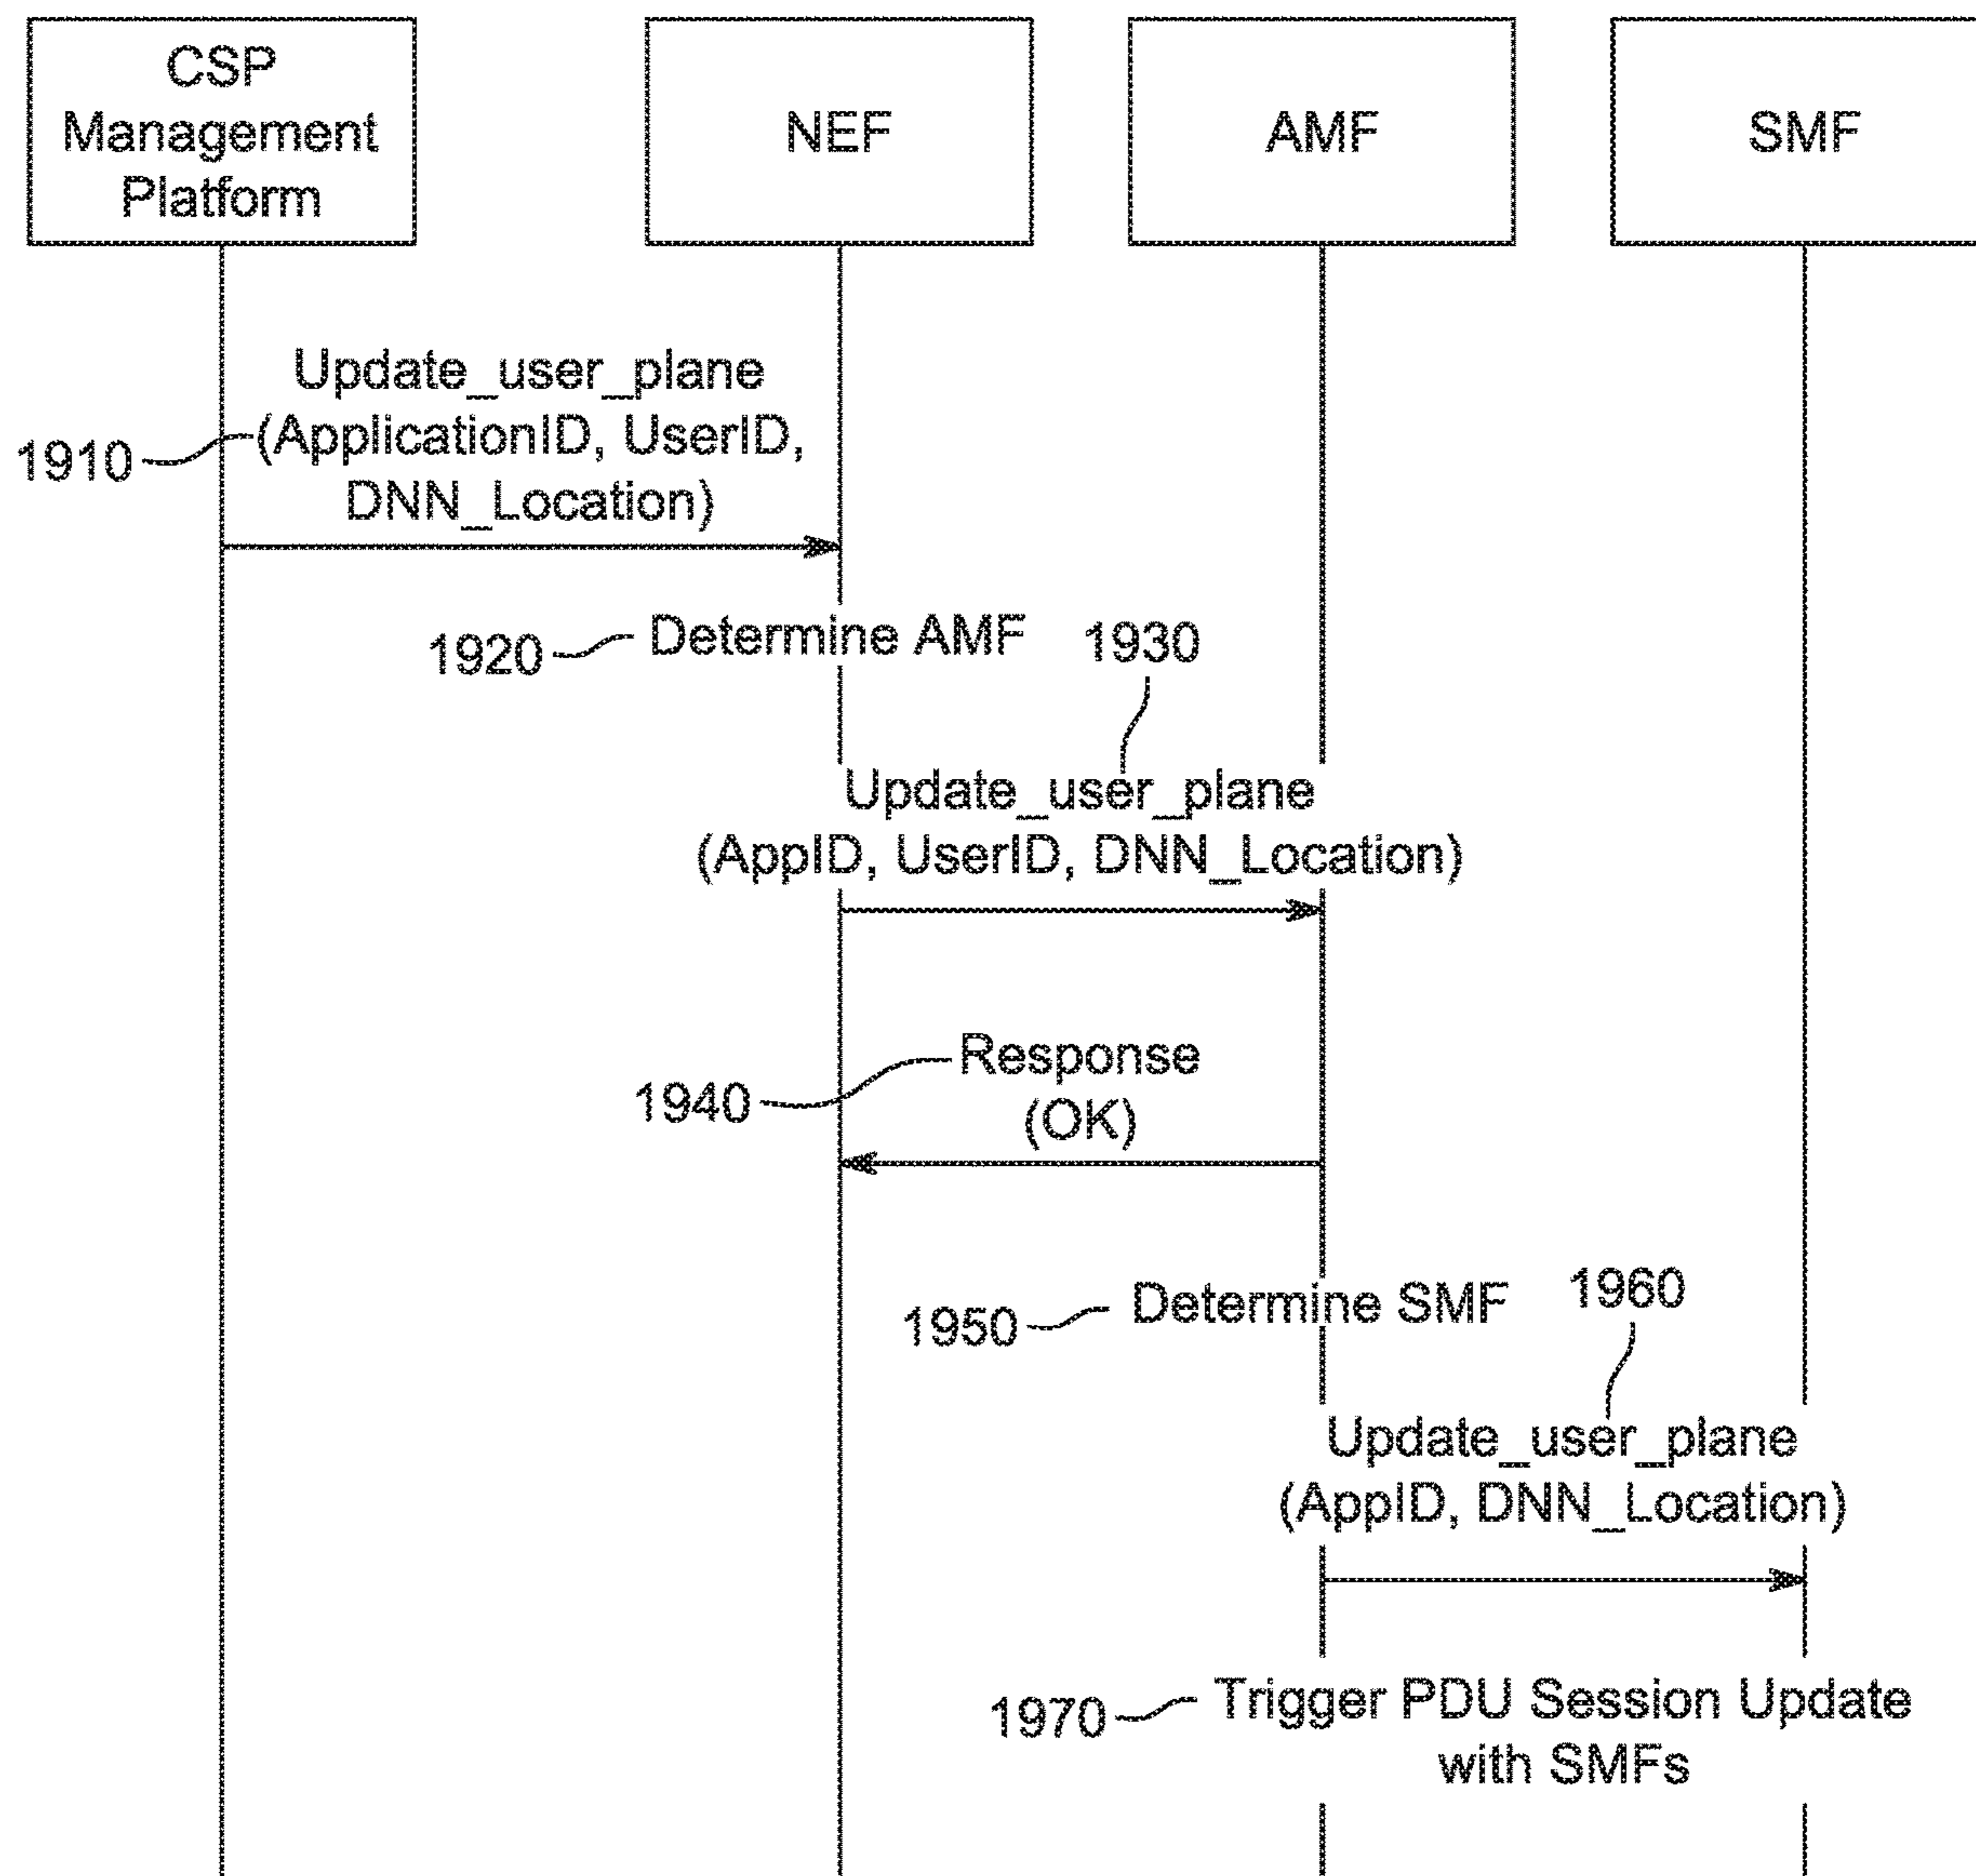 CSP
Management
Platform
NEF
AMF
SMF
Update_user_plane
(ApplicationID, UserID,
DNN_Location)
1910
1920
Determine AMF
1930
Update_user_plane
(AppID, UserID, DNN_Location)
1940
Response
(OK)
1950
Determine SMF
1960
Update_user_plane
(AppID, DNN_Location)
1970
Trigger PDU Session Update
with SMFs